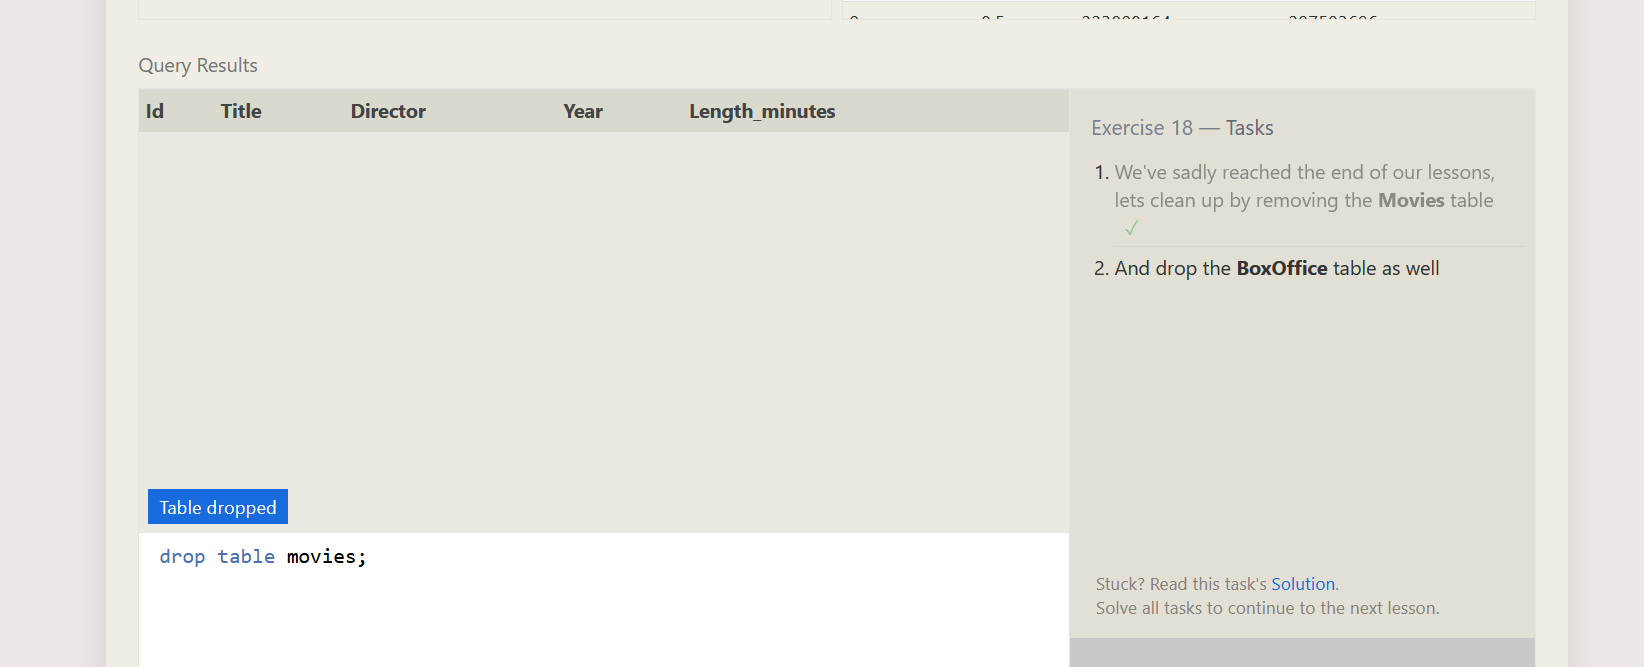 Query Results
Id Title Director Year Length_minutes
Exercise 18 — Tasks
1. We've sadly reached the end of our lessons,
lets clean up by removing the Movies table
✓
2. And drop the BoxOffice table as well
Table dropped
drop table movies;
Stuck? Read this task's Solution.
Solve all tasks to continue to the next lesson.